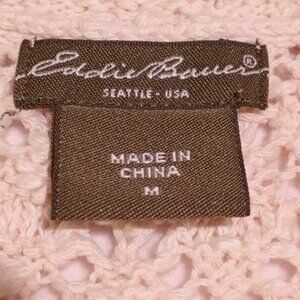 Eddie Bauer®
SEATTLE - USA
MADE IN
CHINA
M